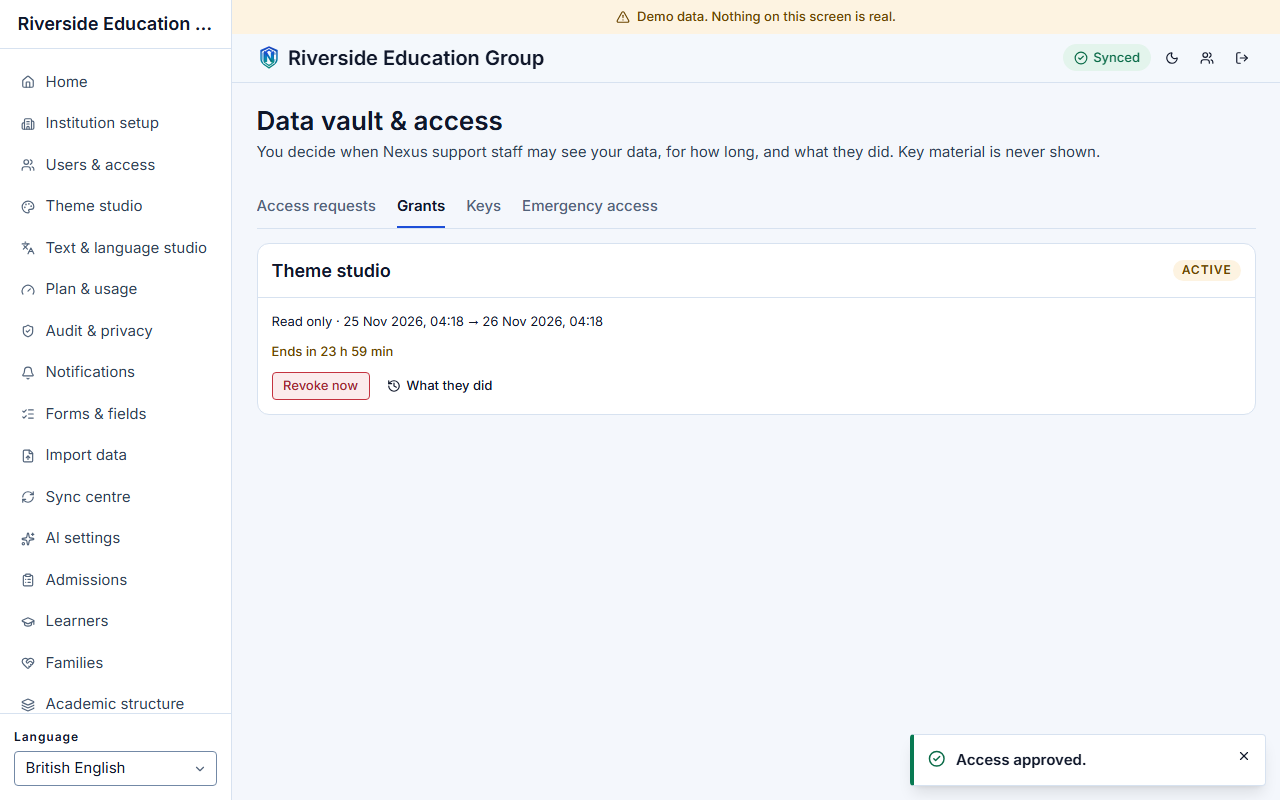 Riverside Education ...
Demo data. Nothing on this screen is real.
Riverside Education Group
Synced
Home
Institution setup
Users & access
Theme studio
Text & language studio
Plan & usage
Audit & privacy
Notifications
Forms & fields
Import data
Sync centre
AI settings
Admissions
Learners
Families
Academic structure
Language
British English
Data vault & access
You decide when Nexus support staff may see your data, for how long, and what they did. Key material is never shown.
Access requests
Grants
Keys
Emergency access
Theme studio
ACTIVE
Read only · 25 Nov 2026, 04:18 → 26 Nov 2026, 04:18
Ends in 23 h 59 min
Revoke now
What they did
Access approved.